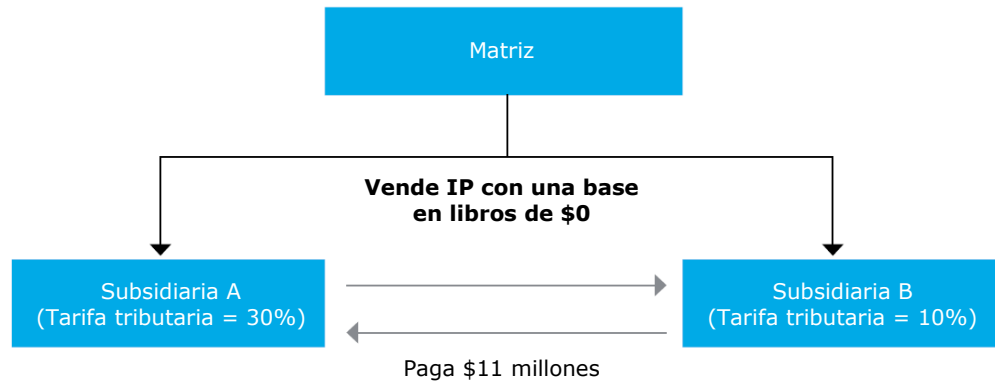 Matriz
Vende IP con una base
en libros de $0
Subsidiaria A
(Tarifa tributaria = 30%)
Subsidiaria B
(Tarifa tributaria = 10%)
Paga $11 millones